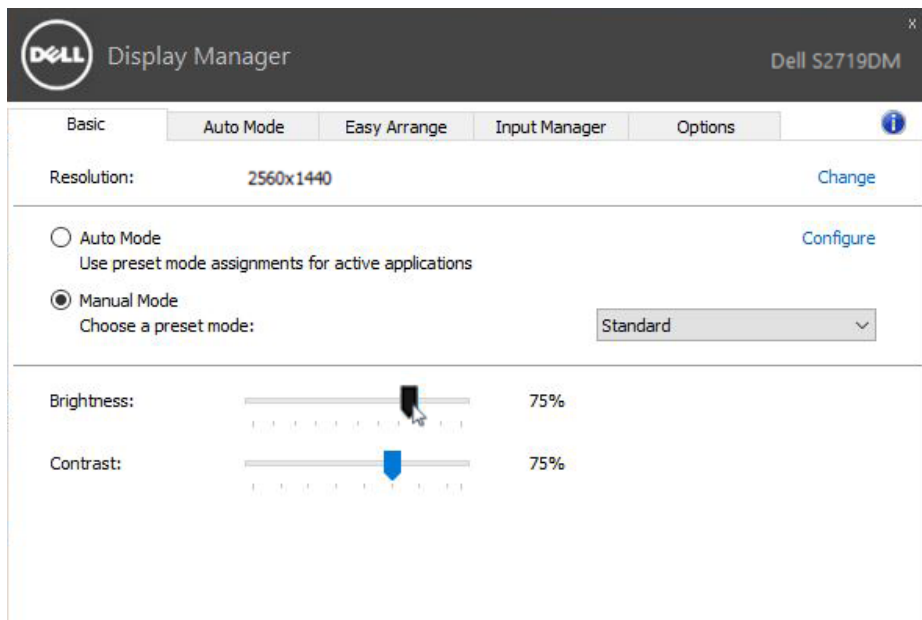 DELL Display Manager
Dell S2719DM
x
Basic Auto Mode Easy Arrange Input Manager Options i
Resolution: 2560x1440 Change
Auto Mode Configure
Use preset mode assignments for active applications
Manual Mode
Choose a preset mode: Standard
Brightness: 75%
Contrast: 75%